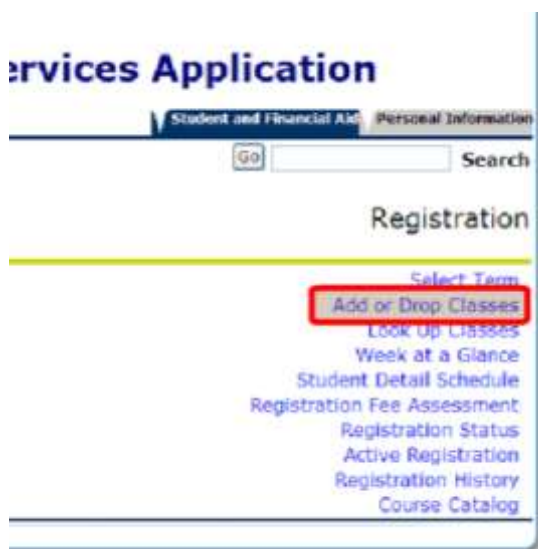 ervices Application
Student and Financial Aid Personal Information
Go Search
Registration
Select Term
Add or Drop Classes
Look Up Classes
Week at a Glance
Student Detail Schedule
Registration Fee Assessment
Registration Status
Active Registration
Registration History
Course Catalog